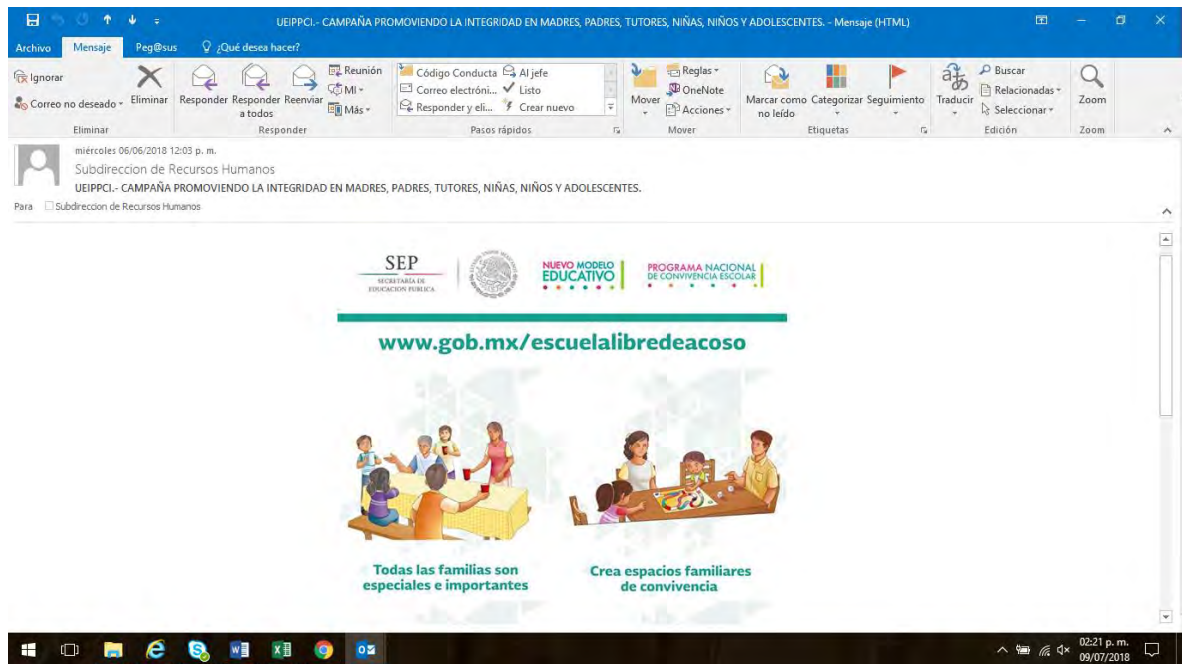 UEIPPCI.- CAMPAÑA PROMOVIENDO LA INTEGRIDAD EN MADRES, PADRES, TUTORES, NIÑAS, NIÑOS Y ADOLESCENTES. - Mensaje (HTML)
Archivo Mensaje Peg@sus ¿Qué desea hacer?
Ignorar
Correo no deseado
Eliminar
Eliminar
Responder
Responder a todos
Reenviar
Reunión
MI
Más
Responder
Código Conducta
Correo electróni...
Responder y eli...
Al jefe
Listo
Crear nuevo
Pasos rápidos
Mover
Reglas
OneNote
Acciones
Mover
Marcar como no leído
Categorizar
Seguimiento
Etiquetas
Traducir
Buscar
Relacionadas
Seleccionar
Edición
Zoom
Zoom
miércoles 06/06/2018 12:03 p. m.
Subdireccion de Recursos Humanos
UEIPPCI.- CAMPAÑA PROMOVIENDO LA INTEGRIDAD EN MADRES, PADRES, TUTORES, NIÑAS, NIÑOS Y ADOLESCENTES.
Para Subdireccion de Recursos Humanos
SEP
SECRETARÍA DE
EDUCACIÓN PÚBLICA
NUEVO MODELO
EDUCATIVO
PROGRAMA NACIONAL
DE CONVIVENCIA ESCOLAR
www.gob.mx/escuelalibredeacoso
Todas las familias son
especiales e importantes
Crea espacios familiares
de convivencia
02:21 p. m.
09/07/2018